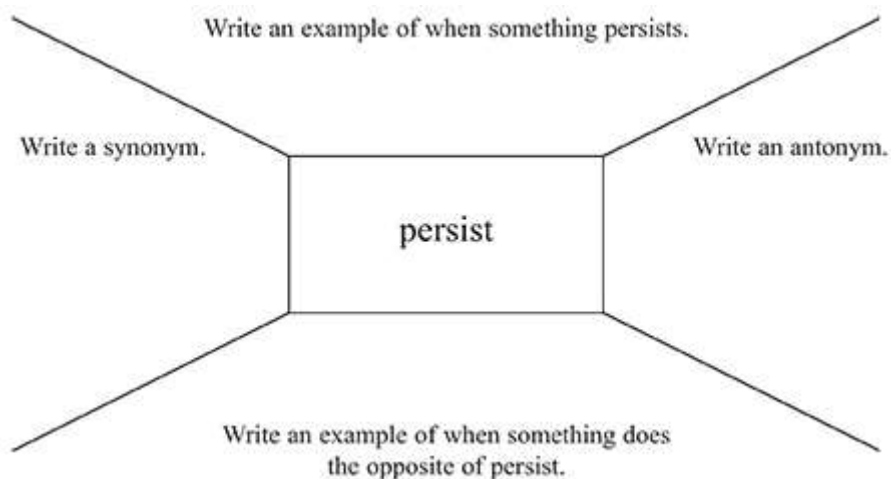 Write an example of when something persists.
Write a synonym.
Write an antonym.
persist
Write an example of when something does
the opposite of persist.